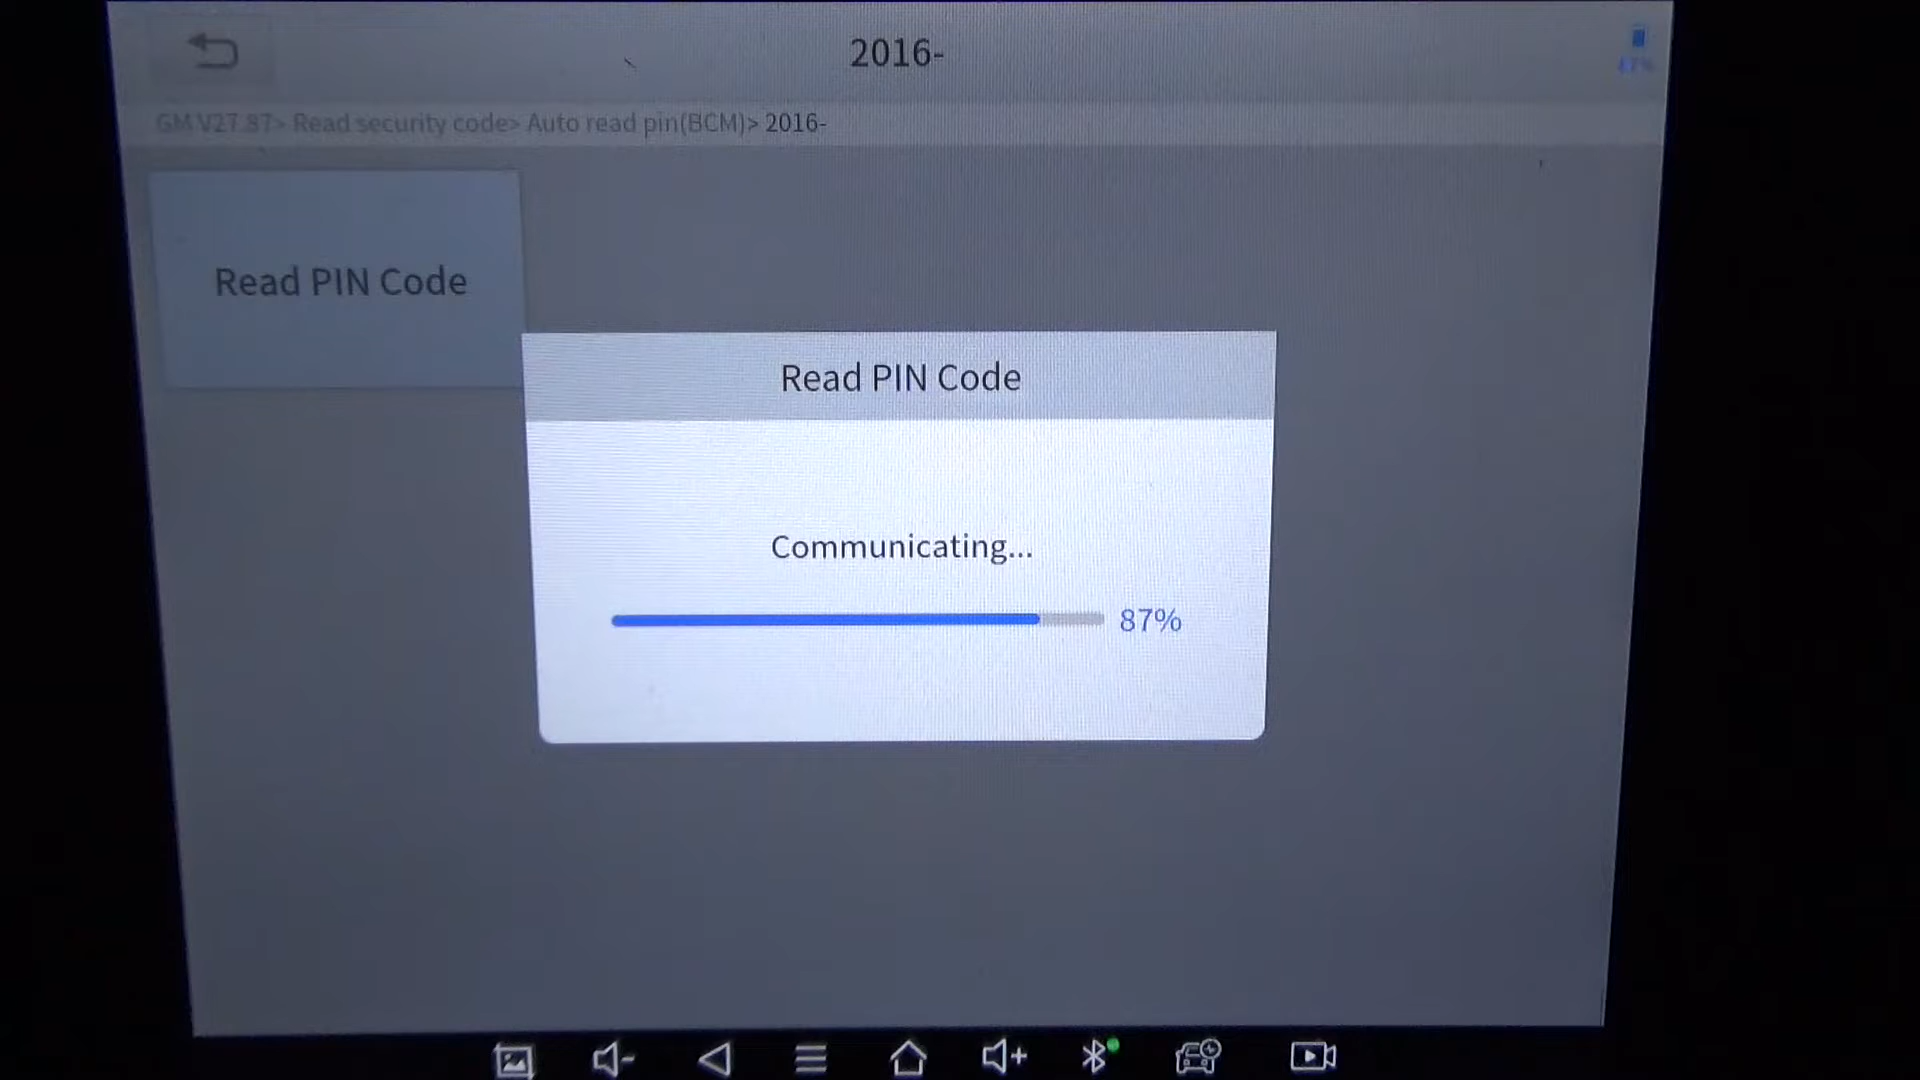 2016-
GM V27.87> Read security code> Auto read pin(BCM)> 2016-
Read PIN Code
Read PIN Code
Communicating...
87%